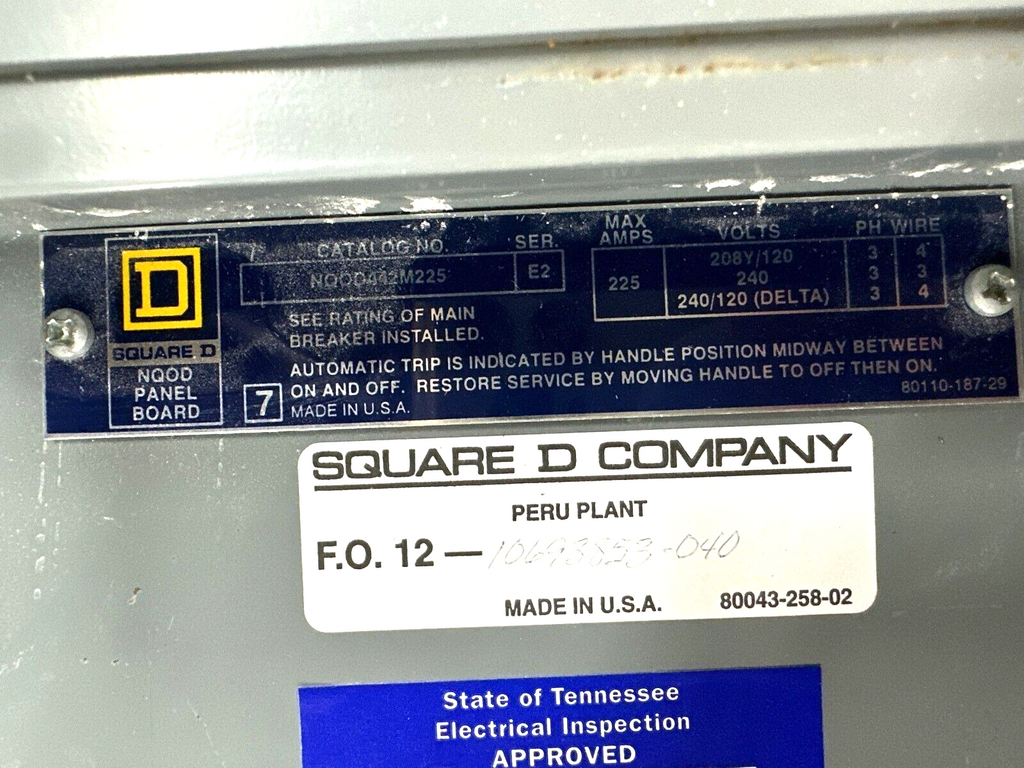 D
SQUARE D
NQOD
PANEL
BOARD
CATALOG NO. SER.
NQOD442M225 E2
SEE RATING OF MAIN
BREAKER INSTALLED.
MAX AMPS VOLTS PH WIRE
225 208Y/120 3 4
240 3 3
240/120 (DELTA) 3 4
AUTOMATIC TRIP IS INDICATED BY HANDLE POSITION MIDWAY BETWEEN
7 ON AND OFF. RESTORE SERVICE BY MOVING HANDLE TO OFF THEN ON.
MADE IN U.S.A. 80110-187-29
SQUARE D COMPANY
PERU PLANT
F.O. 12 — 10693853-040
MADE IN U.S.A. 80043-258-02
State of Tennessee
Electrical Inspection
APPROVED